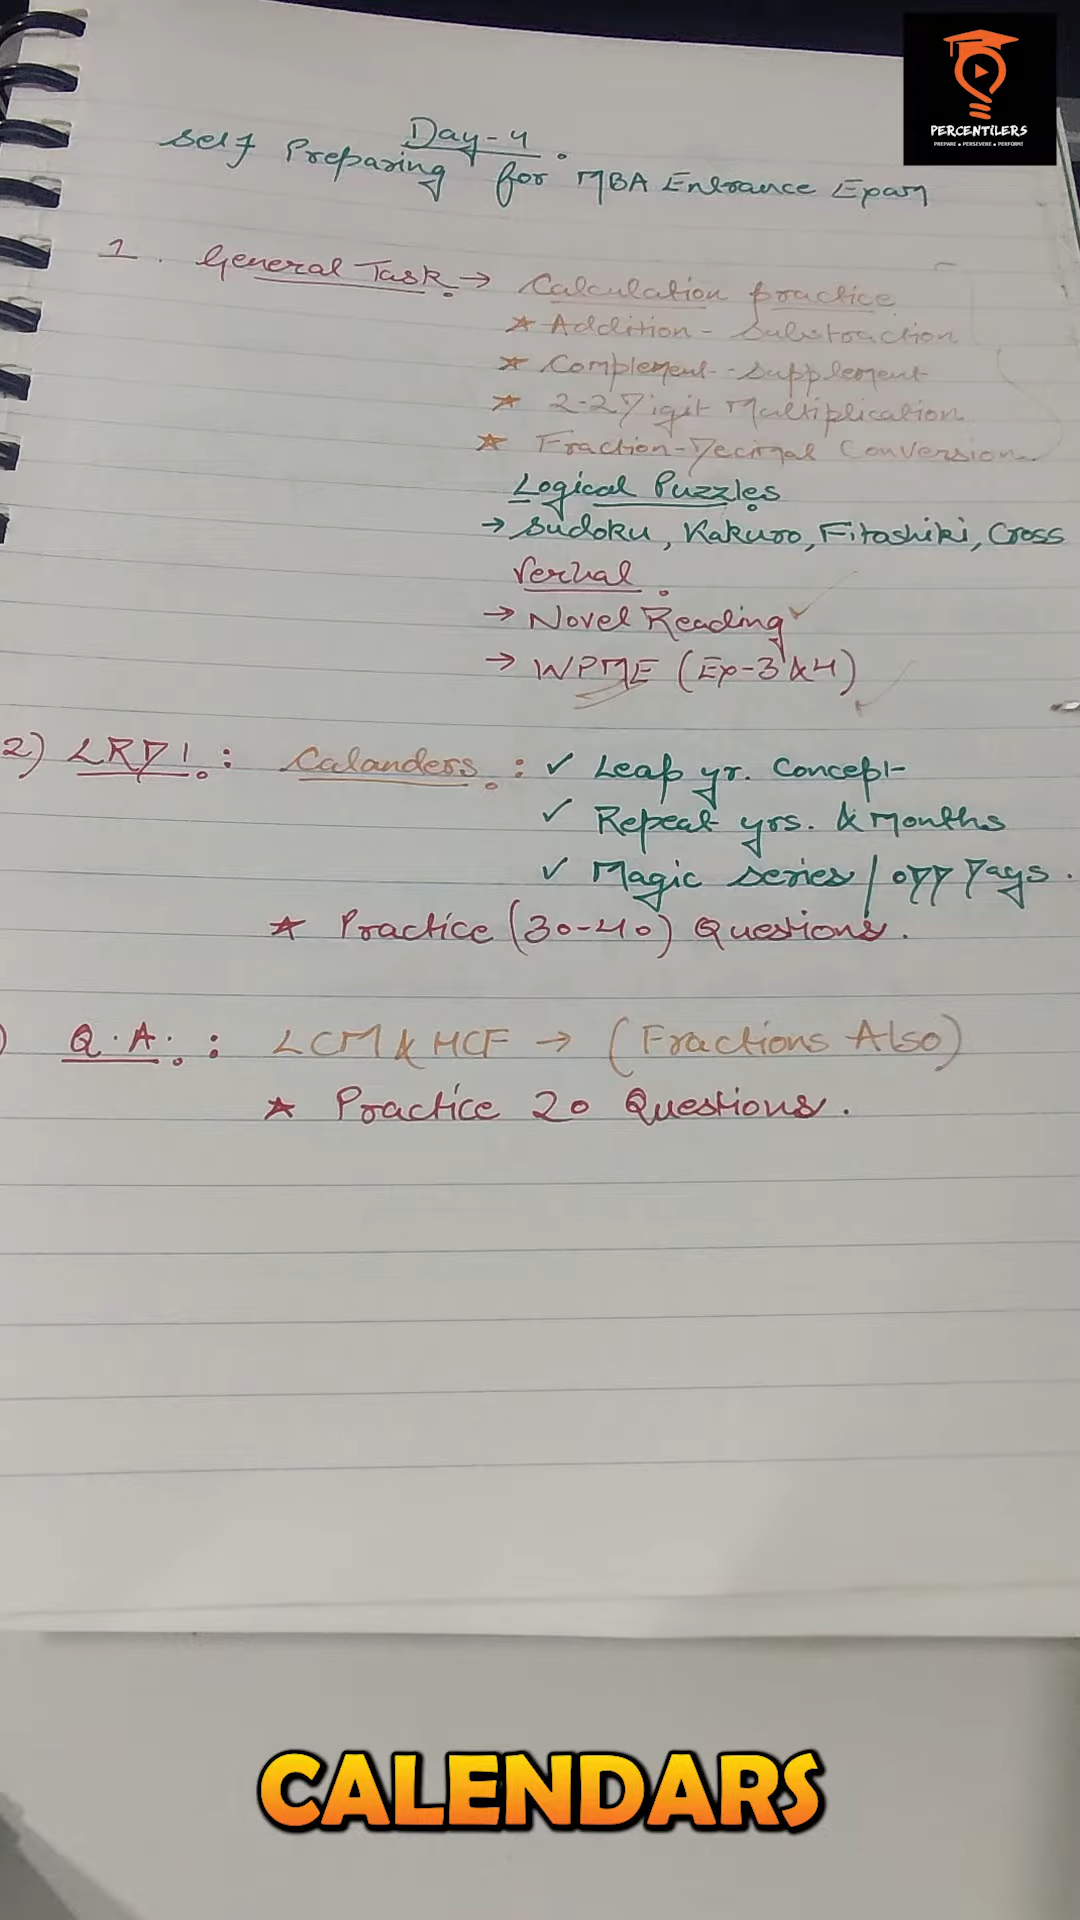 PERCENTILERS
PREPARE • PERSEVERE • PERFORM!
Day-4.
Self Preparing for MBA Entrance Exam
1. General Task → Calculation practice
* Addition - Substraction
* Complement - Supplement
* 2-2 Digit Multiplication
* Fraction-Decimal Conversion
Logical Puzzles
→ Sudoku, Kakuro, Fitashiki, Cross
Verbal.
→ Novel Reading
→ WPME (Ex-3 & 4)
2) LRDI.: Calanders: ✓ Leap yr. Concept
✓ Repeat yrs. & Months
✓ Magic series/ODD Days.
* Practice (30-40) Questions.
) Q.A.: LCM & HCF → (Fractions Also)
* Practice 20 Questions.
CALENDARS